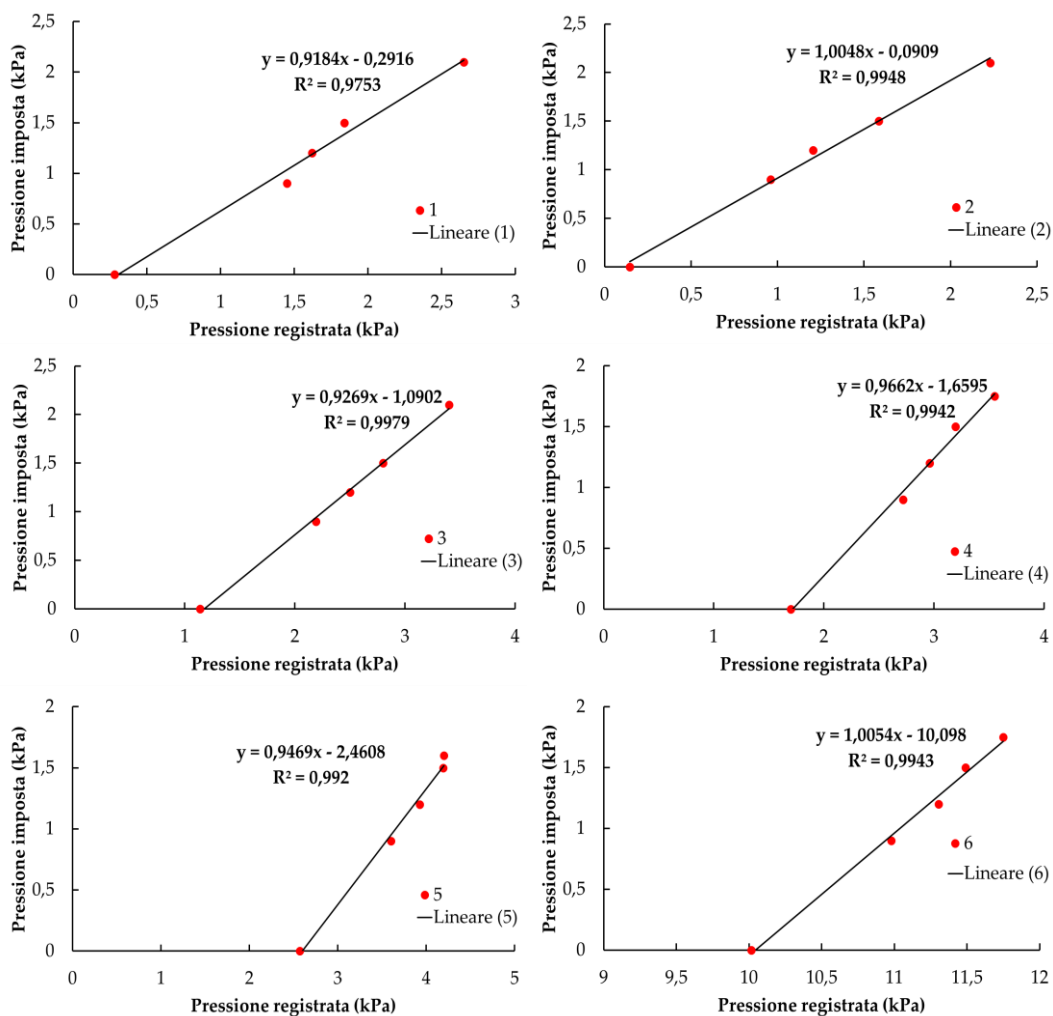 2,5
2
1,5
1
0,5
0
Pressione imposta (kPa)
y = 0,9184x - 0,2916
R² = 0,9753
1
Lineare (1)
0 0,5 1 1,5 2 2,5 3
Pressione registrata (kPa)
2,5
2
1,5
1
0,5
0
Pressione imposta (kPa)
y = 1,0048x - 0,0909
R² = 0,9948
2
Lineare (2)
0 0,5 1 1,5 2 2,5
Pressione registrata (kPa)
2,5
2
1,5
1
0,5
0
Pressione imposta (kPa)
y = 0,9269x - 1,0902
R² = 0,9979
3
Lineare (3)
0 1 2 3 4
Pressione registrata (kPa)
2
1,5
1
0,5
0
Pressione imposta (kPa)
y = 0,9662x - 1,6595
R² = 0,9942
4
Lineare (4)
0 1 2 3 4
Pressione registrata (kPa)
2
1,5
1
0,5
0
Pressione imposta (kPa)
y = 0,9469x - 2,4608
R² = 0,992
5
Lineare (5)
0 1 2 3 4 5
Pressione registrata (kPa)
2
1,5
1
0,5
0
Pressione imposta (kPa)
y = 1,0054x - 10,098
R² = 0,9943
6
Lineare (6)
9 9,5 10 10,5 11 11,5 12
Pressione registrata (kPa)